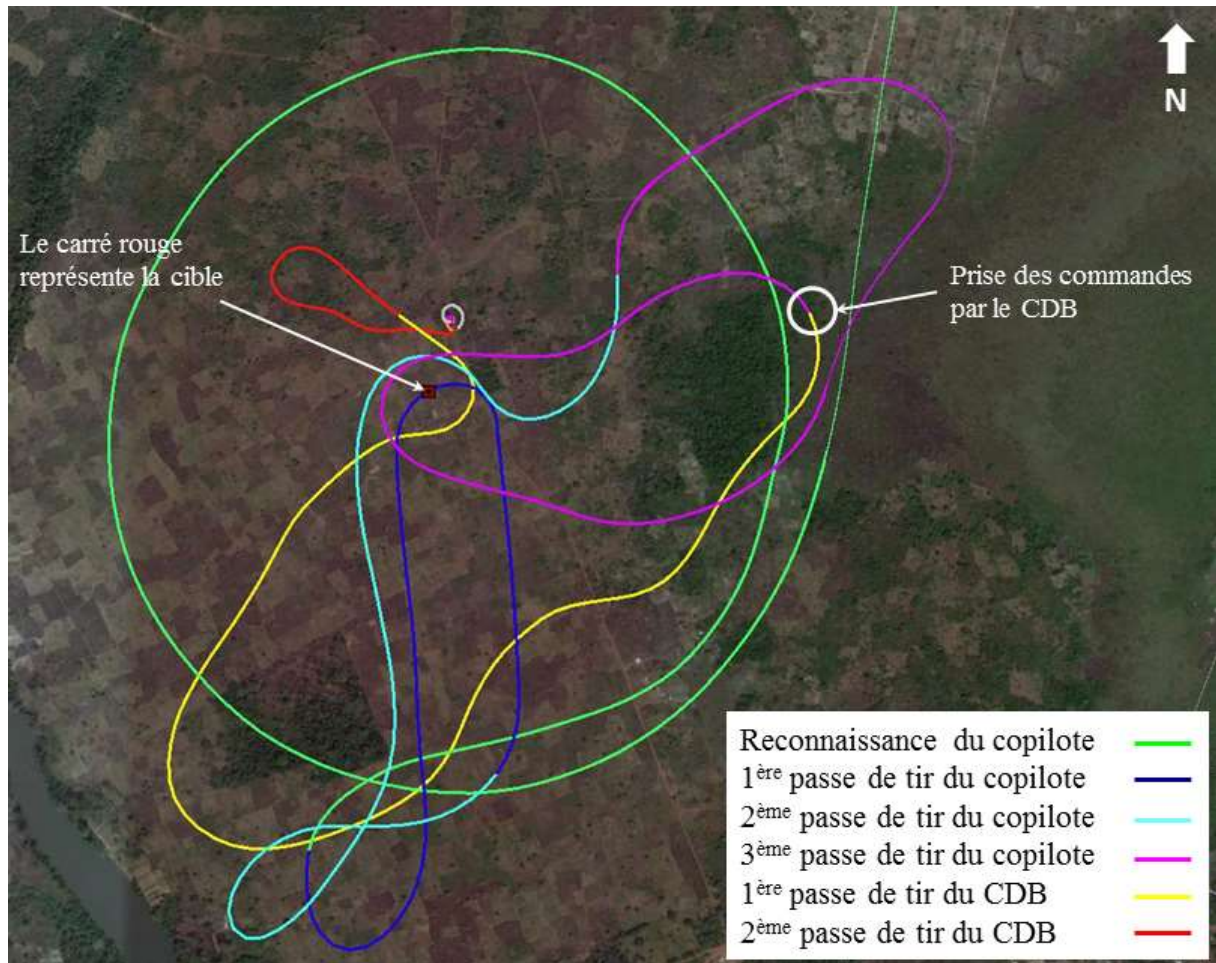 N
Le carré rouge
représente la cible
Prise des commandes
par le CDB
Reconnaissance du copilote
1ère passe de tir du copilote
2ème passe de tir du copilote
3ème passe de tir du copilote
1ère passe de tir du CDB
2ème passe de tir du CDB